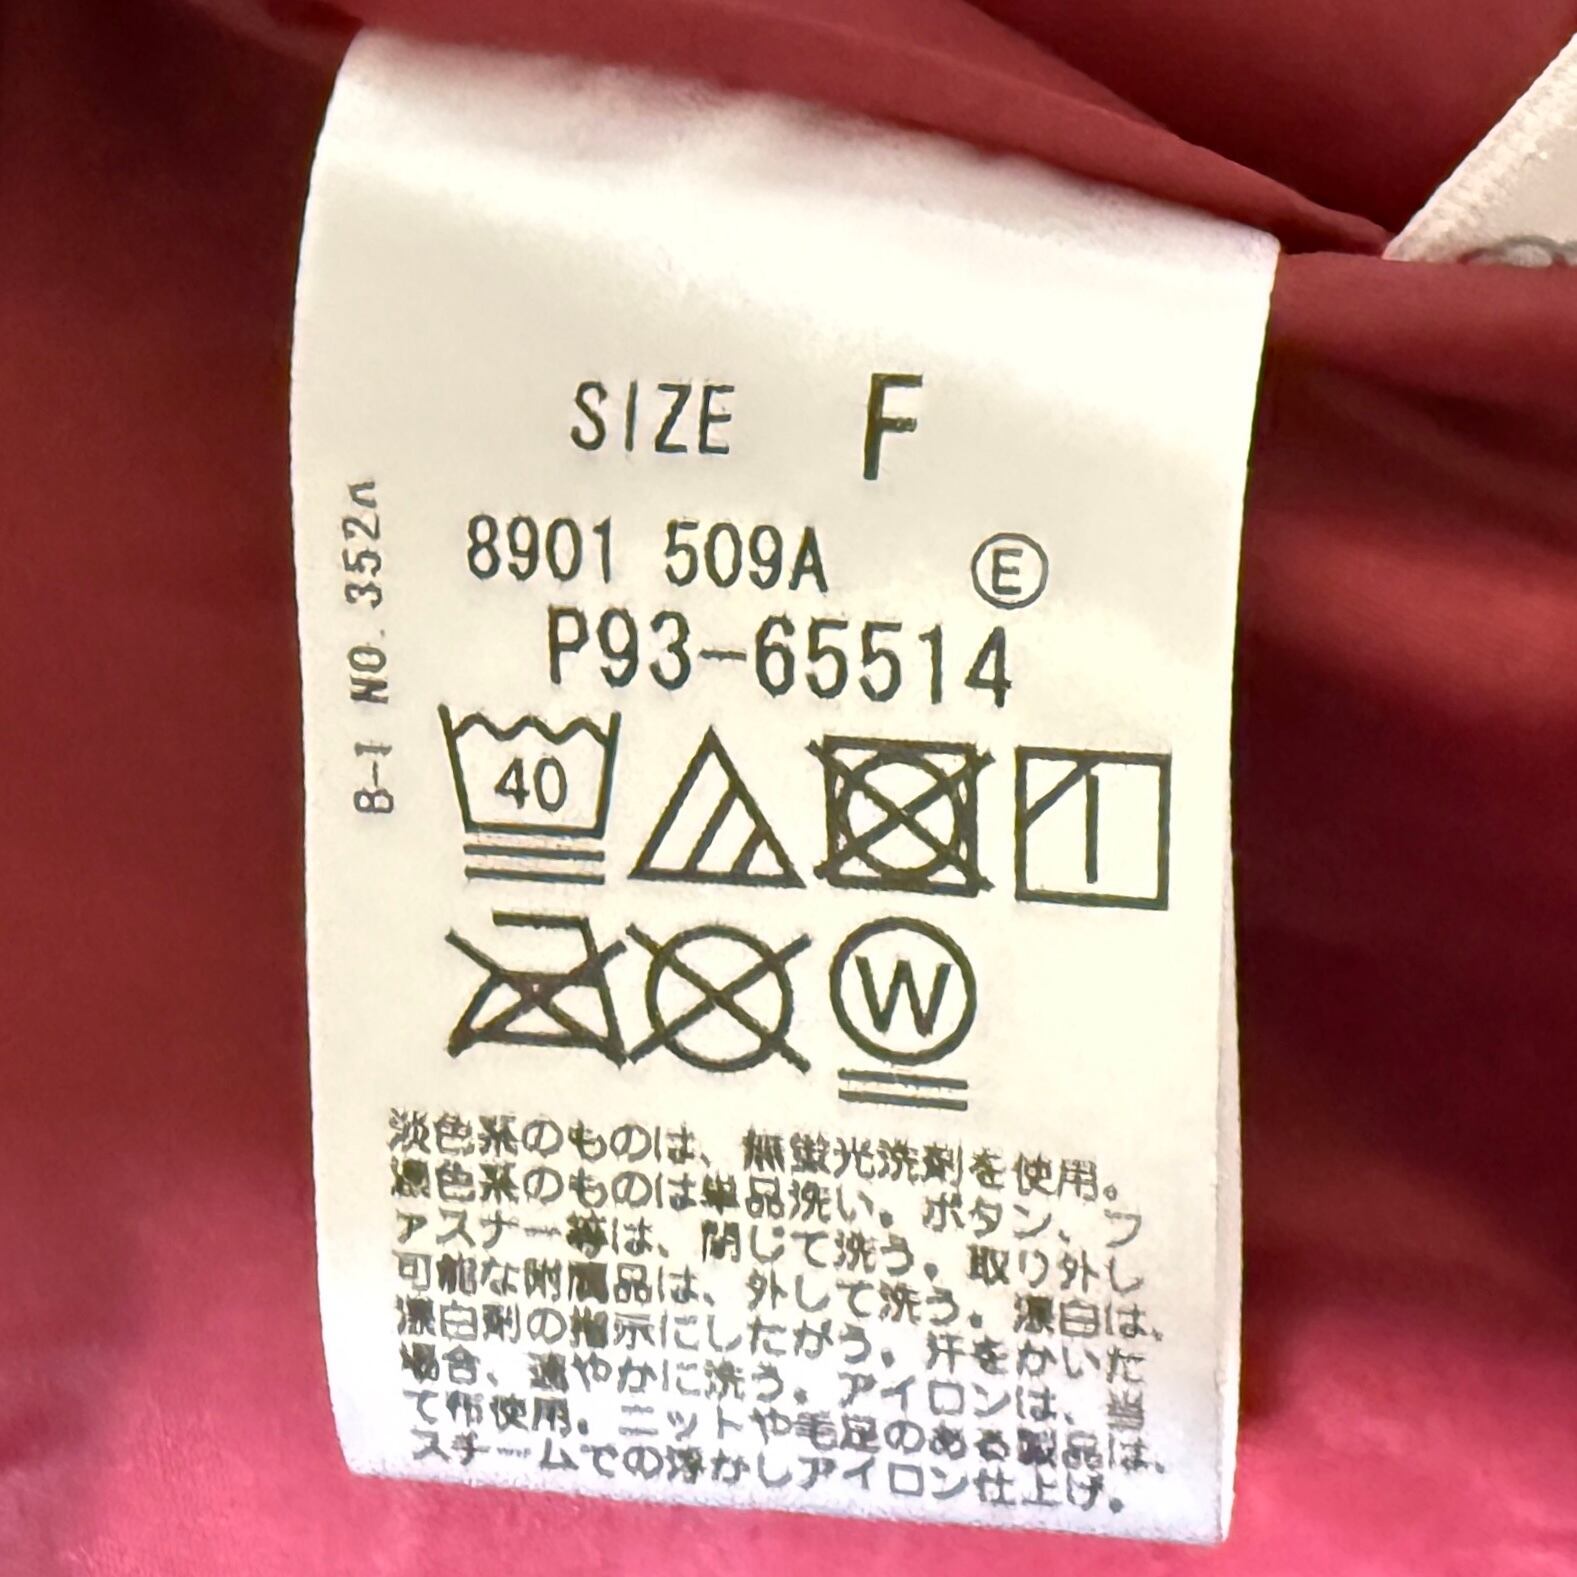 SIZE F
8901 509A Ⓔ
P93-65514
B-1 NO.352
40
W
淡色系のものは、無蛍光洗剤を使用。
濃色系のものは単品洗い。ボタン、フ
ァスナー等は、閉じて洗う。取り外し
可能な附属品は、外して洗う。漂白は、
漂白剤の指示にしたがう。汗をかいた
場合、速やかに洗う。アイロンは、当
て布使用。ニットや毛足のある製品は、
スチームでの浮かしアイロン仕上げ。